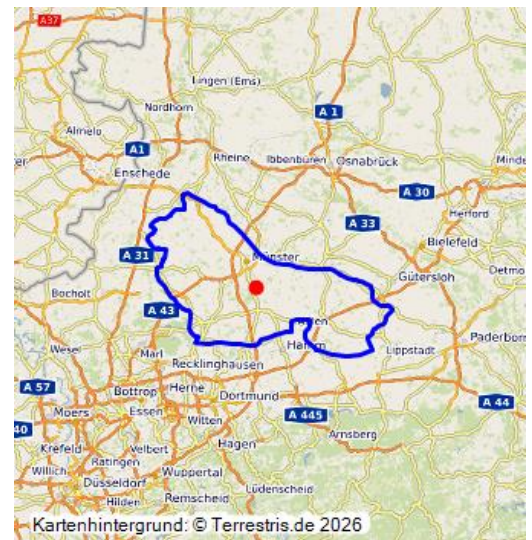 A37
Lingen (Ems)
Nordhorn
Almelo
A 1
A1
Rheine
Ibbenbüren
Osnabrück
Enschede
A 30
Herford
A 33
Bielefeld
Münster
A 31
Gütersloh
Detmo
Bocholt
A 43
Hamm
Paderborn
Wesel
Marl
Lippstadt
Recklinghausen
A 57
Bottrop
Herne
Dortmund
A 44
Moers
Essen
Witten
A 445
40
Arnsberg
Krefeld
Velbert
Hagen
Willich
Ratingen
Wuppertal
Lüdenscheid
Düsseldorf
Remscheid
Hilden
Kartenhintergrund: © Terrestris.de 2026